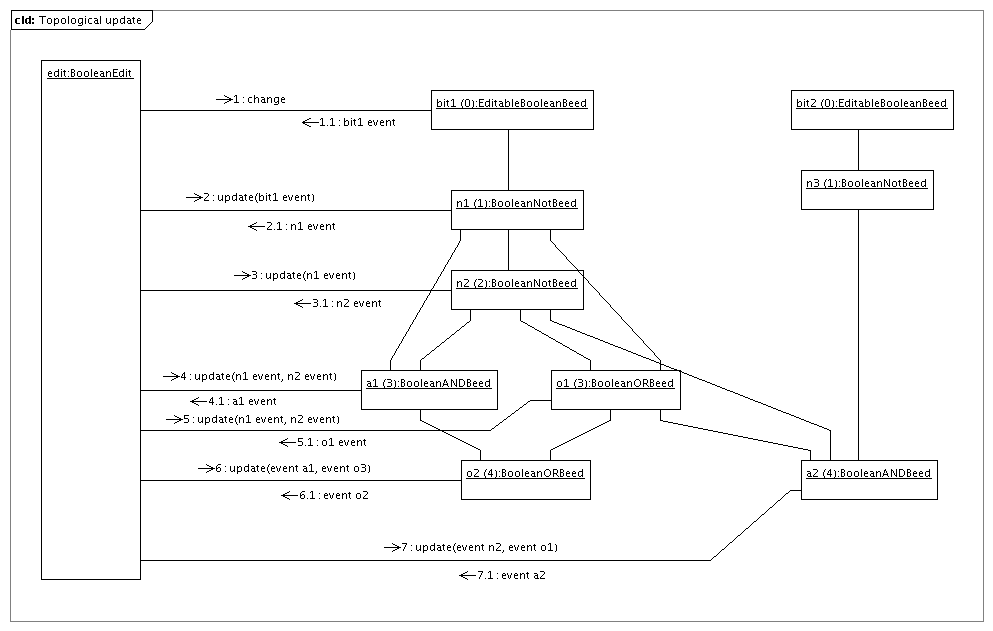 cld: Topological update
edit:BooleanEdit
1 : change
bit1 (0):EditableBooleanBeed
bit2 (0):EditableBooleanBeed
1.1 : bit1 event
n3 (1):BooleanNotBeed
2 : update(bit1 event)
n1 (1):BooleanNotBeed
2.1 : n1 event
3 : update(n1 event)
n2 (2):BooleanNotBeed
3.1 : n2 event
4 : update(n1 event, n2 event)
a1 (3):BooleanANDBeed
o1 (3):BooleanORBeed
4.1 : a1 event
5 : update(n1 event, n2 event)
5.1 : o1 event
6 : update(event a1, event o3)
o2 (4):BooleanORBeed
a2 (4):BooleanANDBeed
6.1 : event o2
7 : update(event n2, event o1)
7.1 : event a2